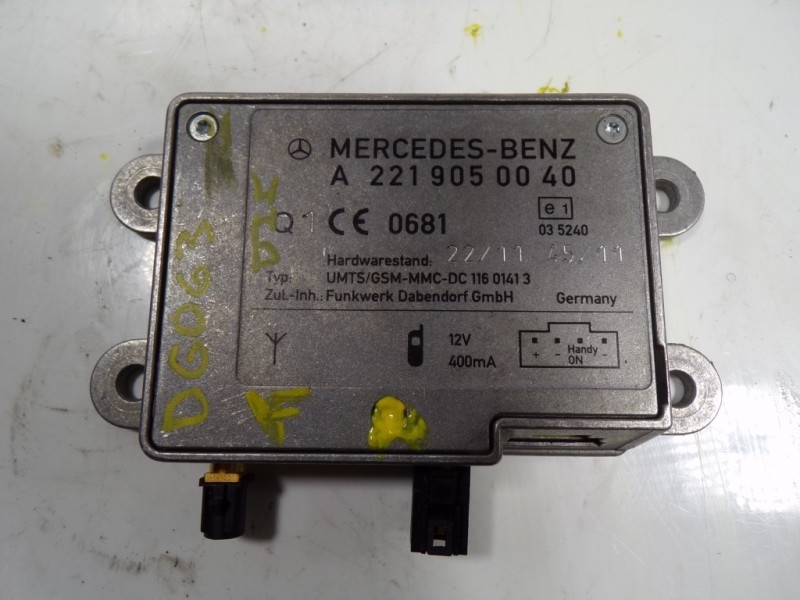 MERCEDES-BENZ
A 221 905 00 40
Q1 CE 0681
e1
03 5240
Hardwarestand: 22/11 45/11
Typ: UMTS/GSM-MMC-DC 116 0141 3
Zul.-Inh.: Funkwerk Dabendorf GmbH Germany
12V
400mA
+ - Handy ON -
DG063